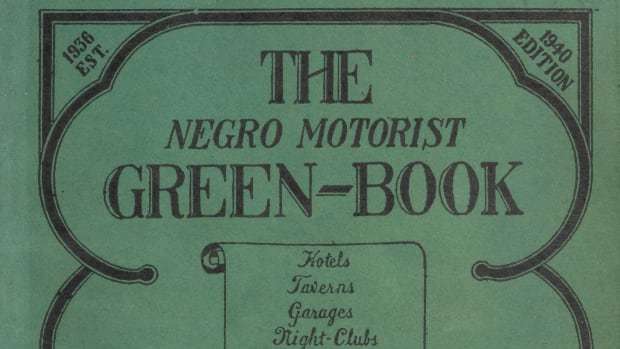 1936
EST.
1940
EDITION
THE
NEGRO MOTORIST
GREEN-BOOK
Hotels
Taverns
Garages
Night-Clubs